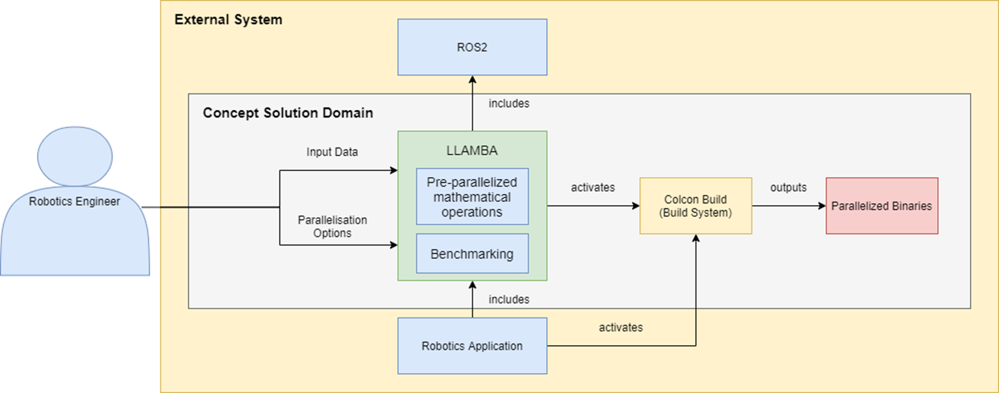 External System
ROS2
includes
Concept Solution Domain
Input Data
LLAMBA
Pre-parallelized
mathematical
operations
activates
Colcon Build
(Build System)
outputs
Parallelized Binaries
Robotics Engineer
Parallelisation
Options
Benchmarking
includes
activates
Robotics Application